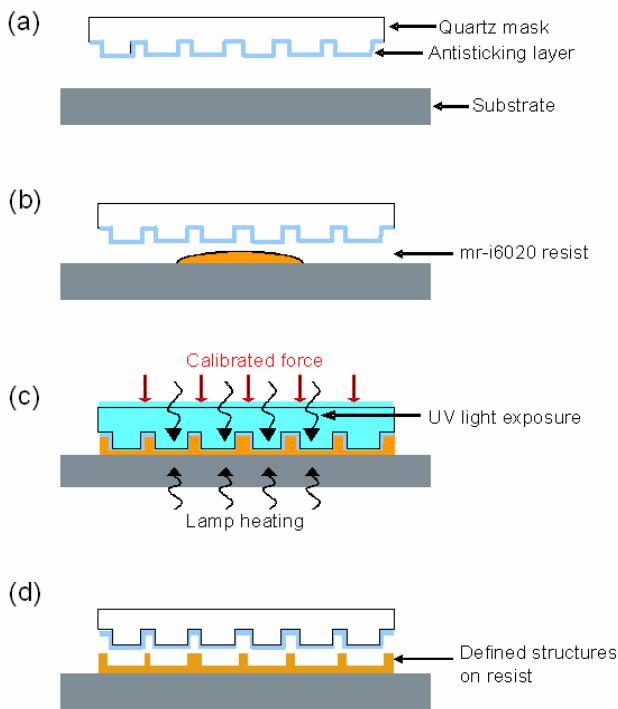 (a)
Quartz mask
Antisticking layer
Substrate
(b)
mr-i6020 resist
Calibrated force
(c)
UV light exposure
Lamp heating
(d)
Defined structures
on resist